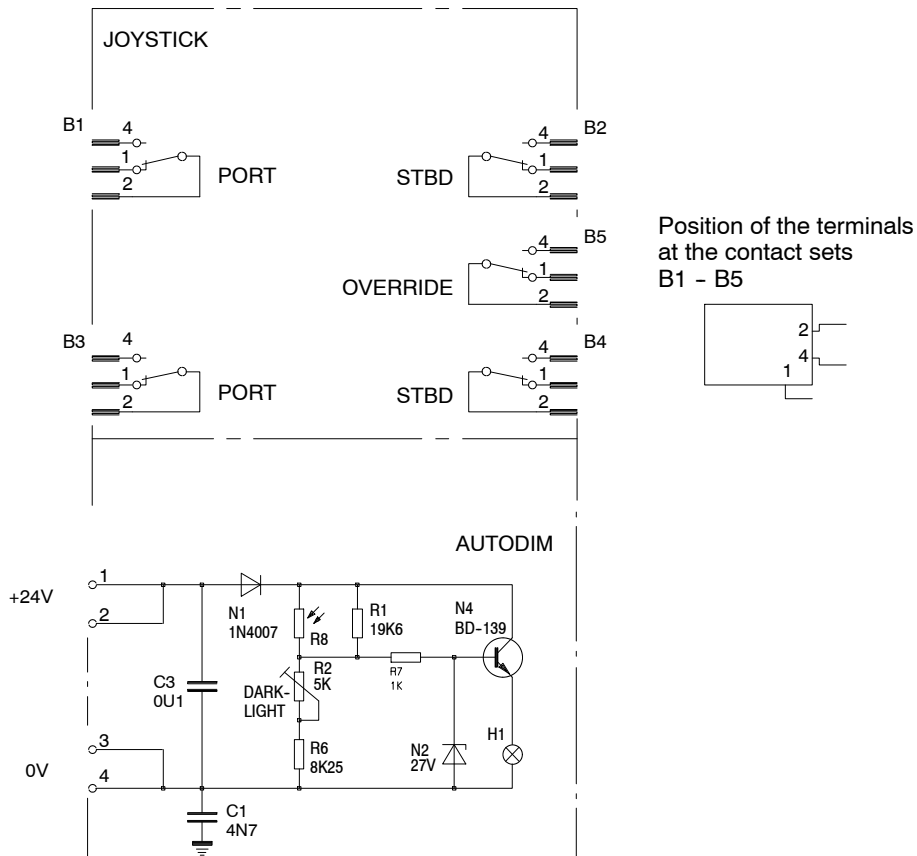 JOYSTICK
B1
4
1
2
PORT
STBD
4
1
2
B2
OVERRIDE
4
1
2
B5
B3
4
1
2
PORT
STBD
4
1
2
B4
Position of the terminals
at the contact sets
B1 - B5
2
4
1
AUTODIM
+24V
1
2
N1
1N4007
R8
R1
19K6
N4
BD-139
C3
0U1
DARK-
LIGHT
R2
5K
R7
1K
R6
8K25
N2
27V
H1
0V
3
4
C1
4N7